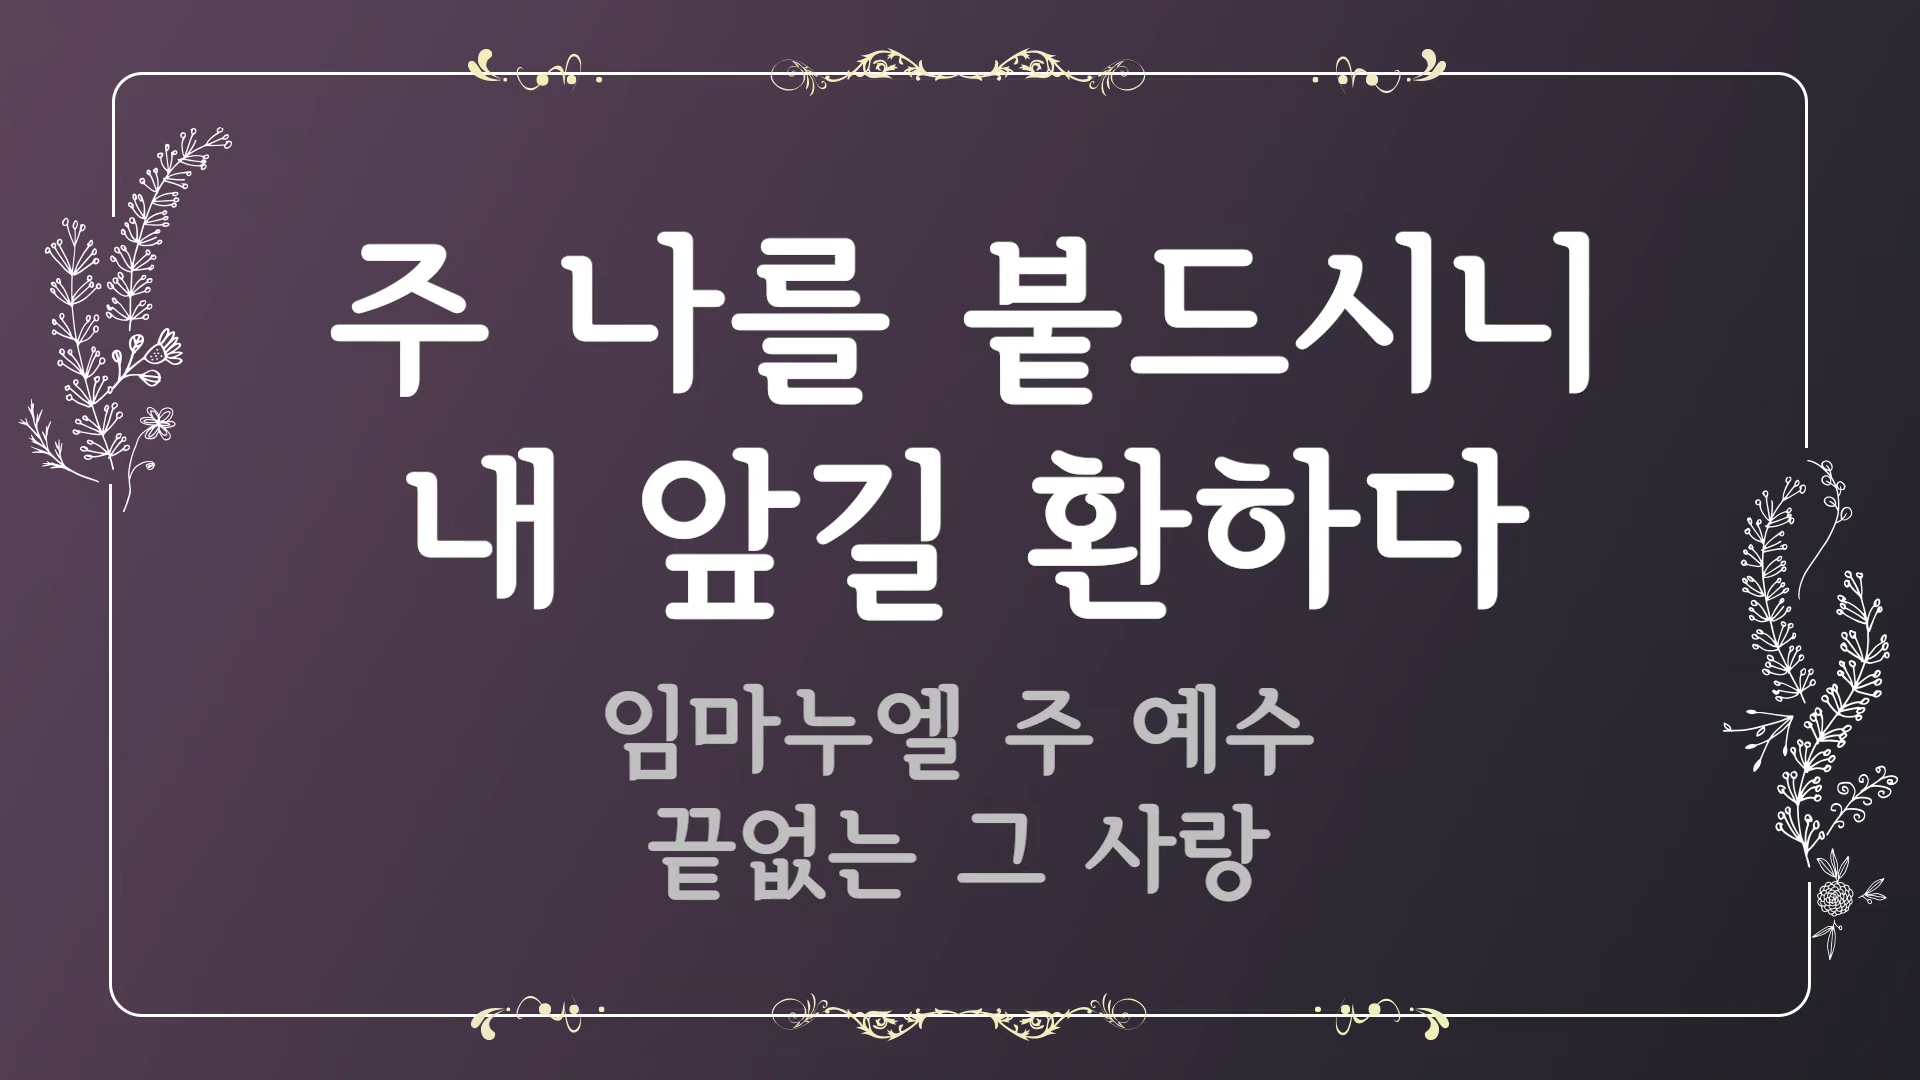 주 나를 붙드시니
내 앞길 환하다
임마누엘 주 예수
끝없는 그 사랑